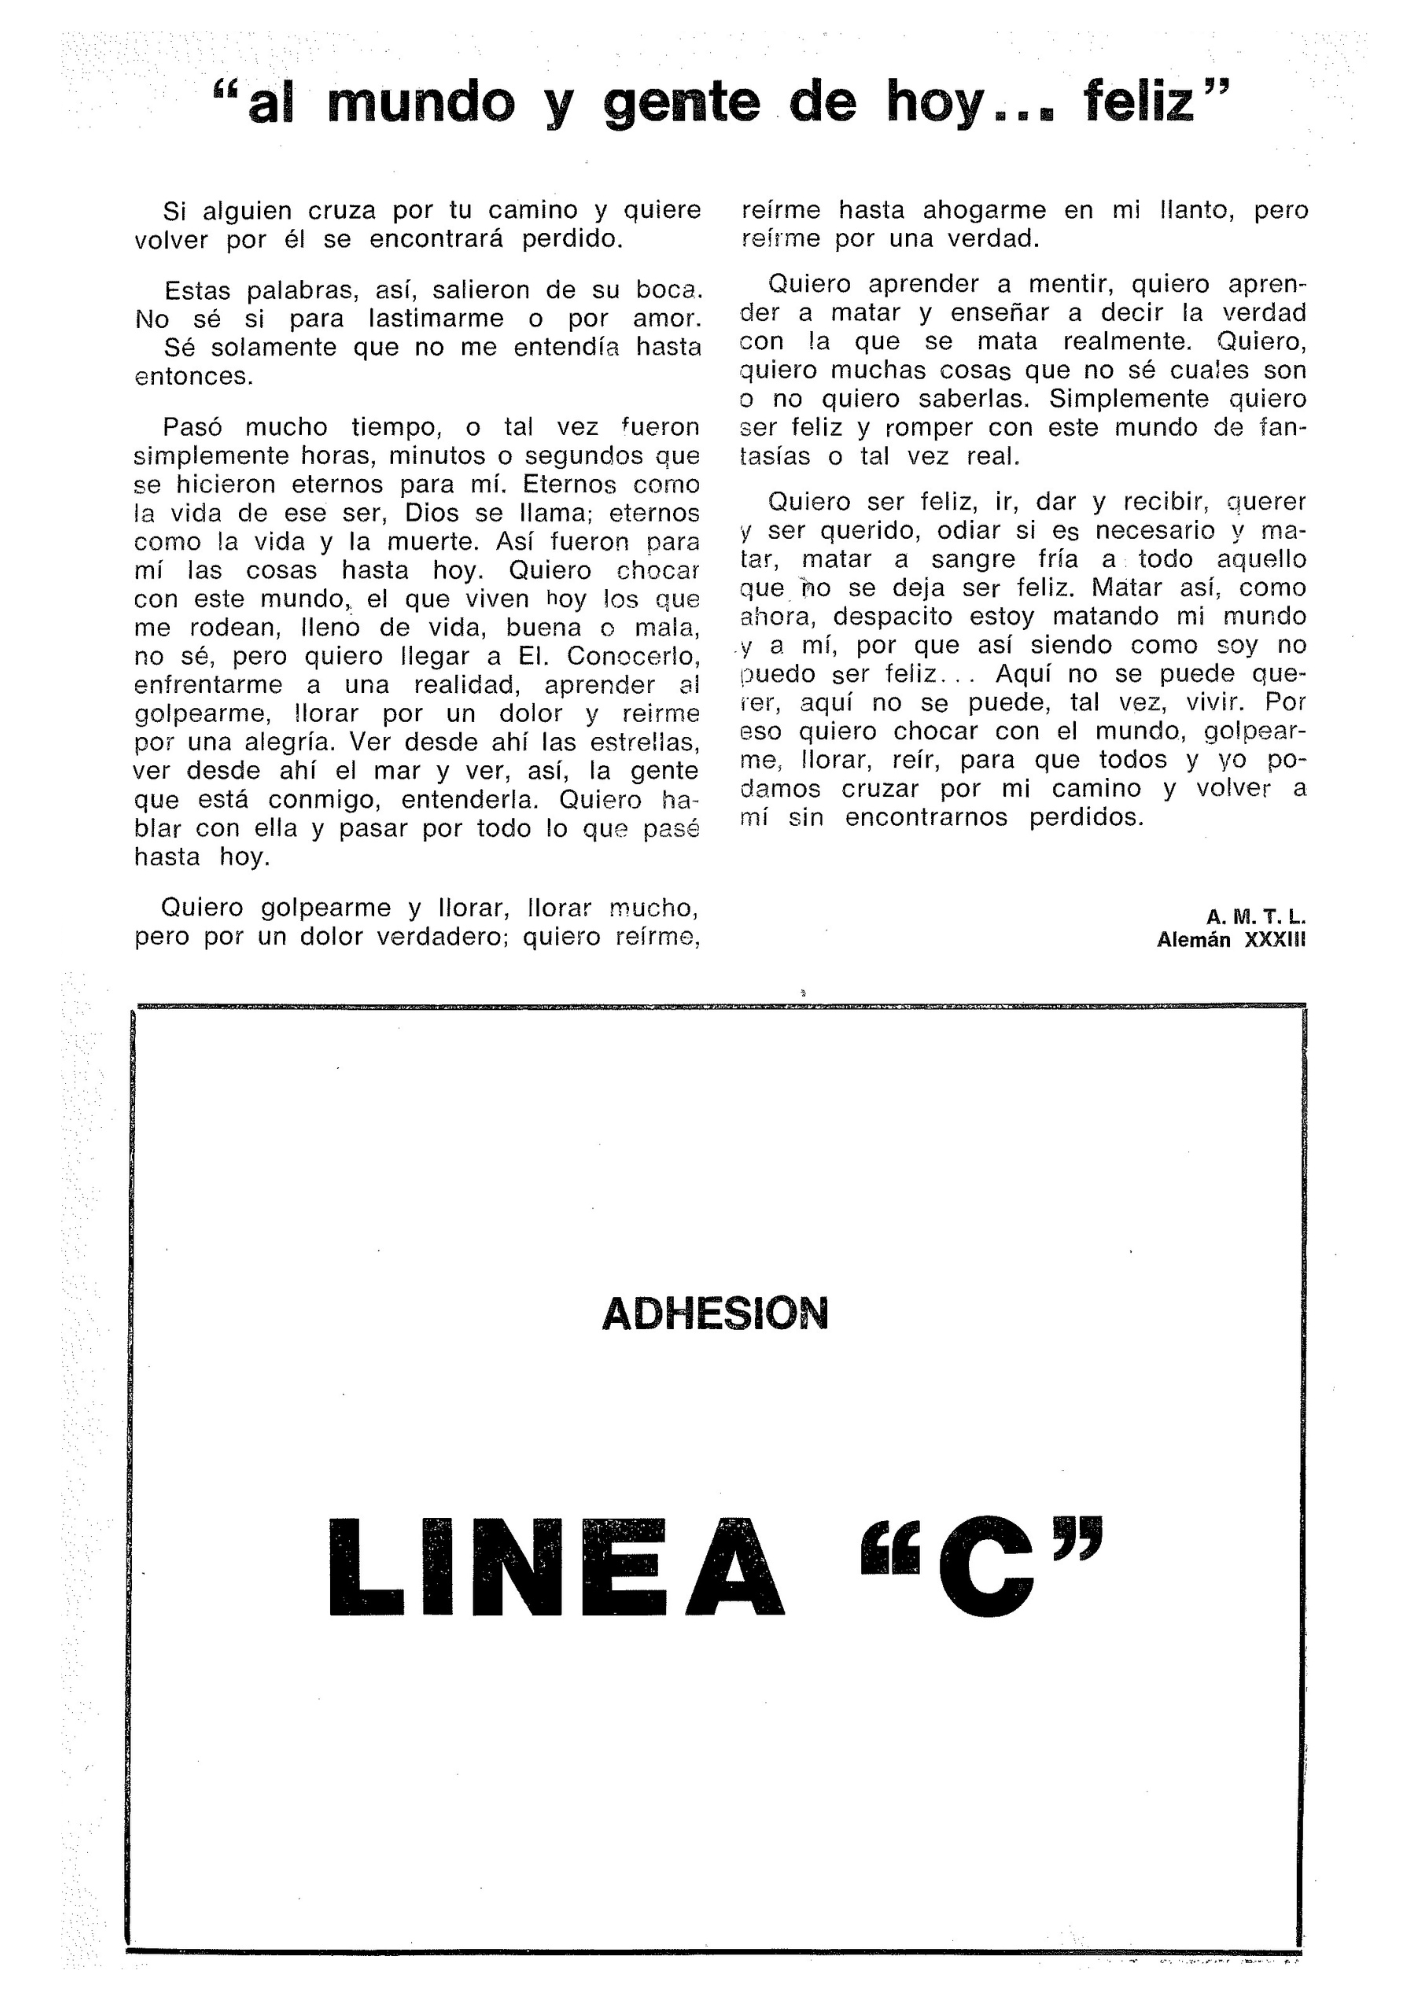 “al mundo y gente de hoy... feliz”
Si alguien cruza por tu camino y quiere
volver por él se encontrará perdido.
Estas palabras, así, salieron de su boca.
No sé si para lastimarme o por amor.
Sé solamente que no me entendía hasta
entonces.
Pasó mucho tiempo, o tal vez fueron
simplemente horas, minutos o segundos que
se hicieron eternos para mí. Eternos como
la vida de ese ser, Dios se llama; eternos
como la vida y la muerte. Así fueron para
mí las cosas hasta hoy. Quiero chocar
con este mundo, el que viven hoy los que
me rodean, lleno de vida, buena o mala,
no sé, pero quiero llegar a El. Conocerlo,
enfrentarme a una realidad, aprender al
golpearme, llorar por un dolor y reirme
por una alegría. Ver desde ahí las estrellas,
ver desde ahí el mar y ver, así, la gente
que está conmigo, entenderla. Quiero ha-
blar con ella y pasar por todo lo que pasé
hasta hoy.
Quiero golpearme y llorar, llorar mucho,
pero por un dolor verdadero; quiero reírme,
reírme hasta ahogarme en mi llanto, pero
reírme por una verdad.
Quiero aprender a mentir, quiero apren-
der a matar y enseñar a decir la verdad
con la que se mata realmente. Quiero,
quiero muchas cosas que no sé cuales son
o no quiero saberlas. Simplemente quiero
ser feliz y romper con este mundo de fan-
tasías o tal vez real.
Quiero ser feliz, ir, dar y recibir, querer
y ser querido, odiar si es necesario y ma-
tar, matar a sangre fría a todo aquello
que no se deja ser feliz. Matar así, como
ahora, despacito estoy matando mi mundo
y a mí, por que así siendo como soy no
puedo ser feliz... Aquí no se puede que-
rer, aquí no se puede, tal vez, vivir. Por
eso quiero chocar con el mundo, golpear-
me, llorar, reír, para que todos y yo po-
damos cruzar por mi camino y volver a
mí sin encontrarnos perdidos.
A. M. T. L.
Alemán XXXIII
ADHESION
LINEA “C”